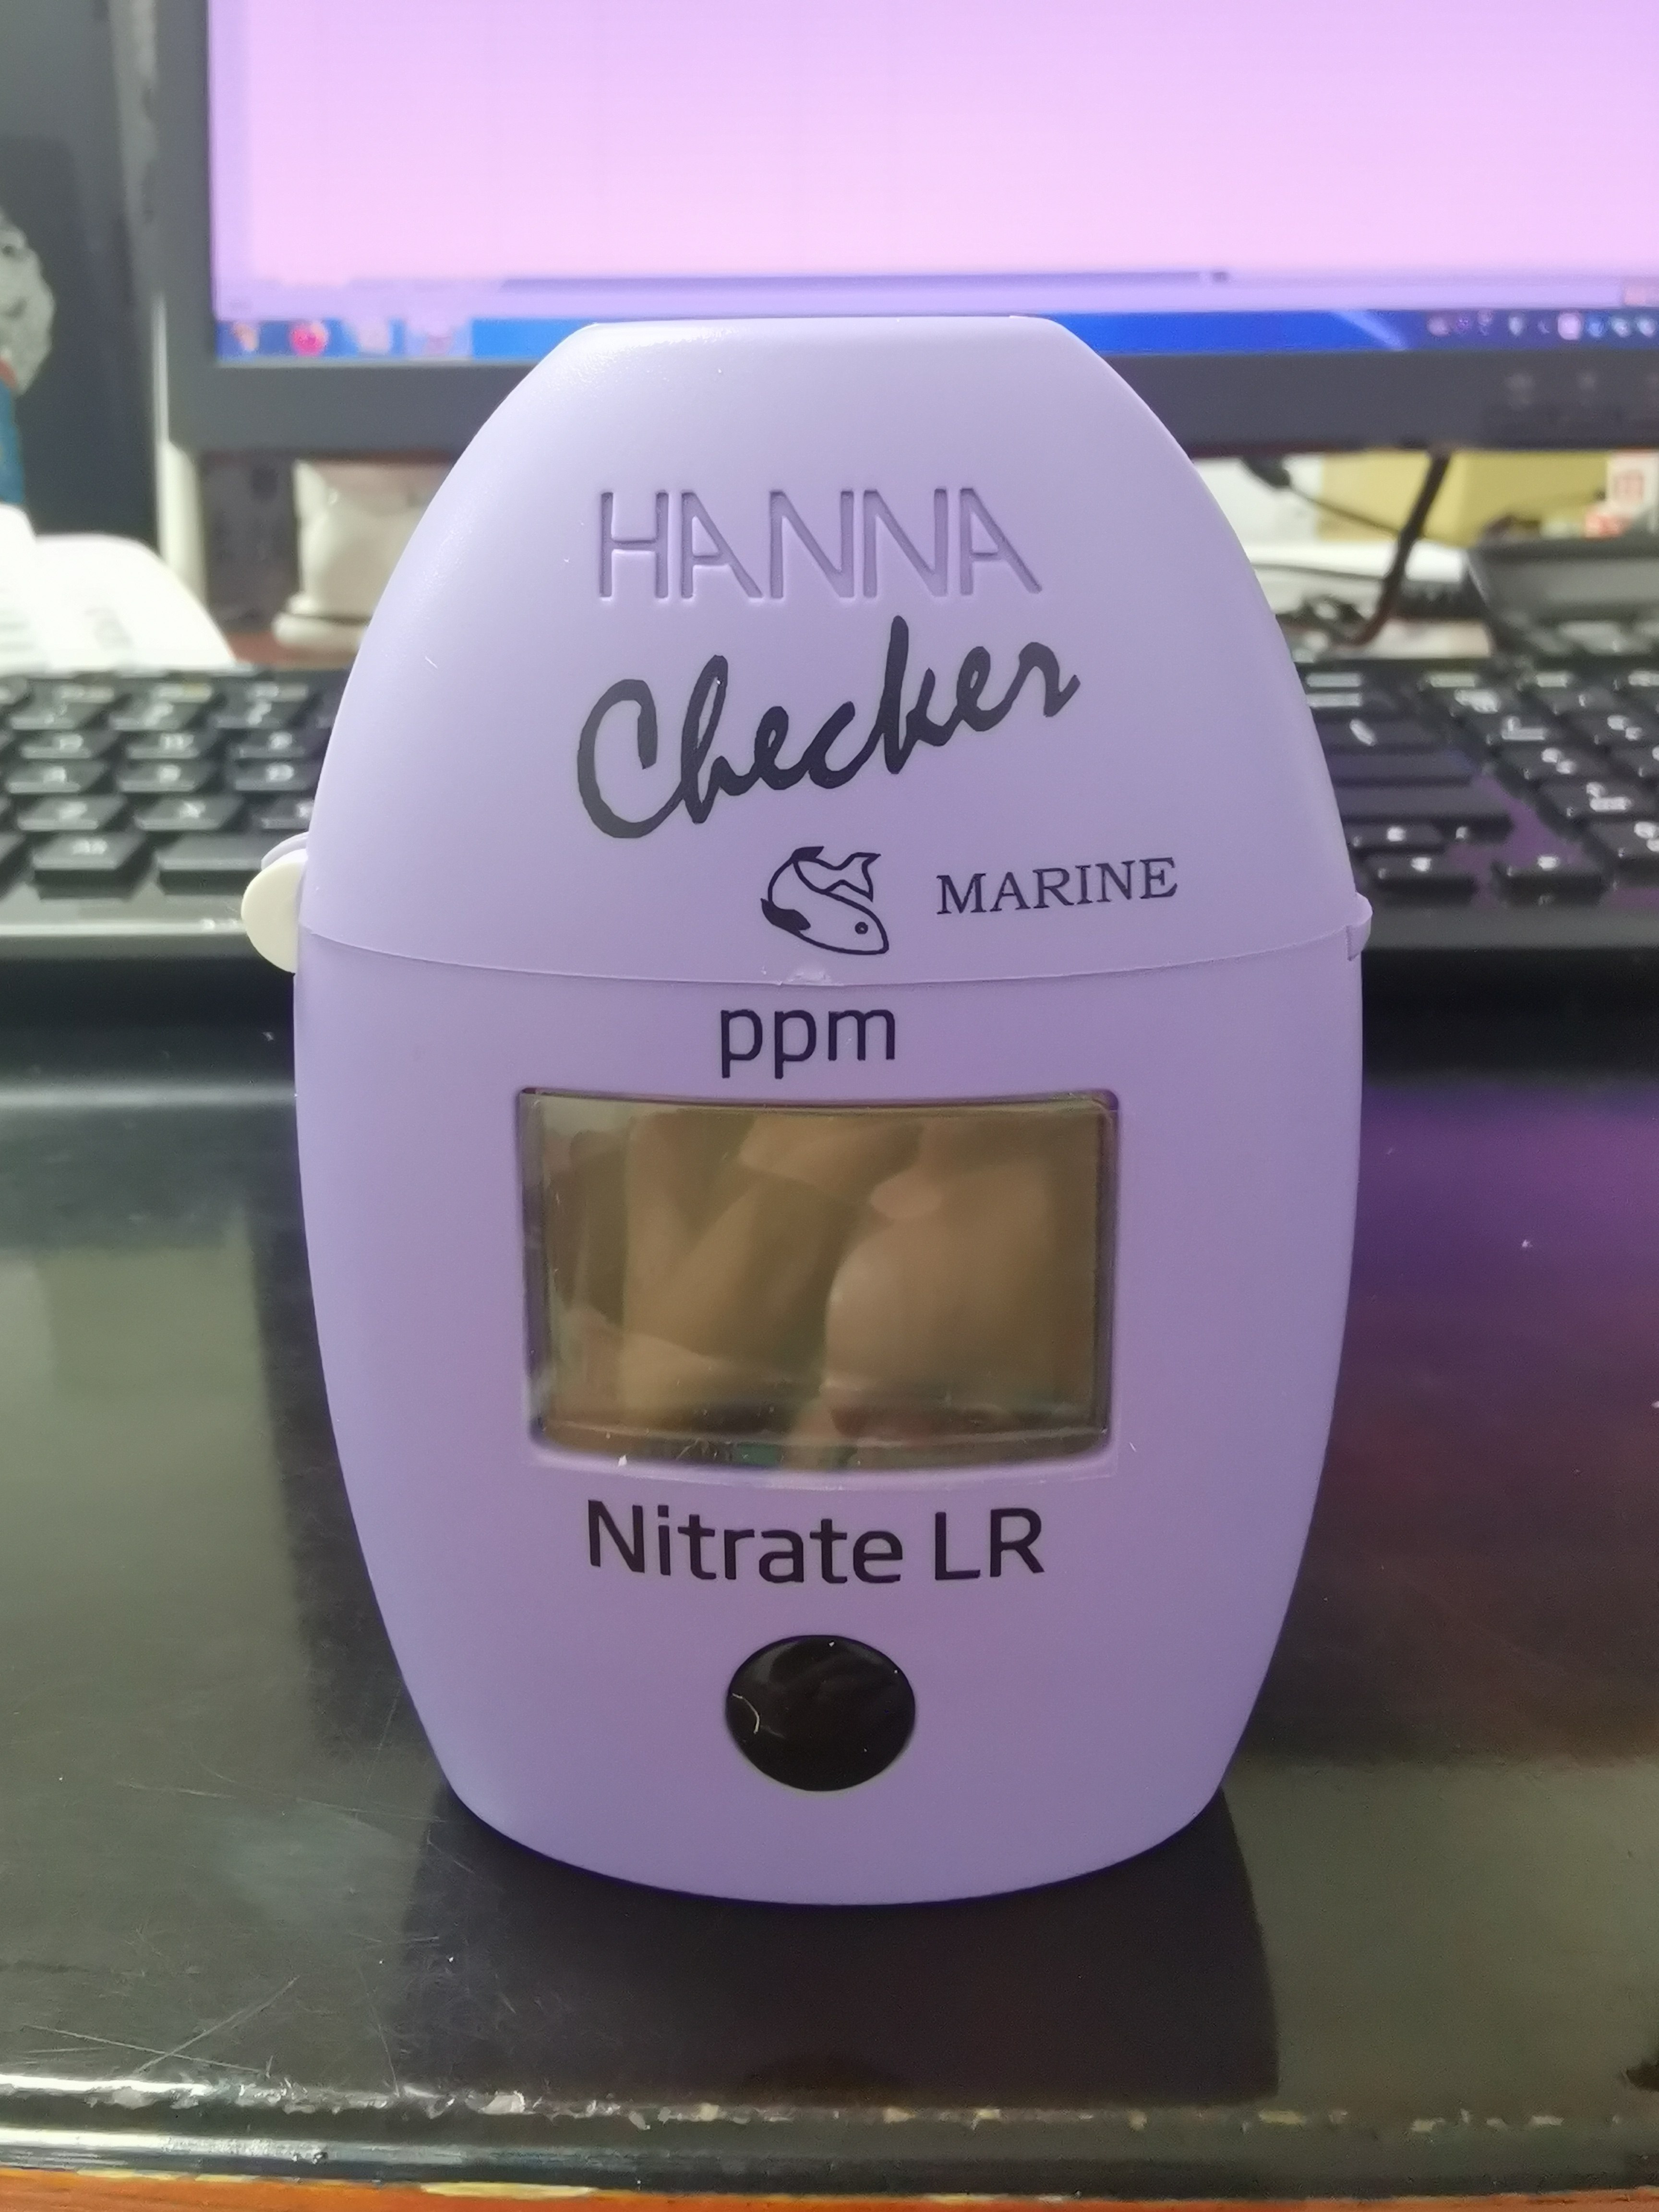 HANNA
Checker
MARINE
ppm
Nitrate LR